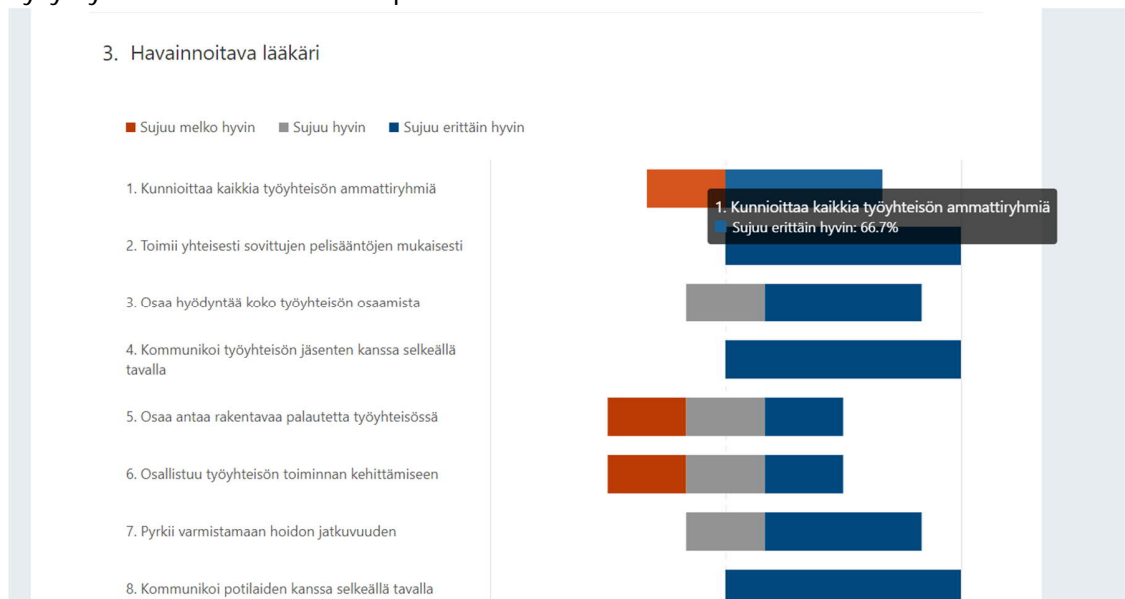 3. Havainnoitava lääkäri
Sujuu melko hyvin Sujuu hyvin Sujuu erittäin hyvin
1. Kunnioittaa kaikkia työyhteisön ammattiryhmiä
1. Kunnioittaa kaikkia työyhteisön ammattiryhmiä
Sujuu erittäin hyvin: 66.7%
2. Toimii yhteisesti sovittujen pelisääntöjen mukaisesti
3. Osaa hyödyntää koko työyhteisön osaamista
4. Kommunikoi työyhteisön jäsenten kanssa selkeällä
tavalla
5. Osaa antaa rakentavaa palautetta työyhteisössä
6. Osallistuu työyhteisön toiminnan kehittämiseen
7. Pyrkii varmistamaan hoidon jatkuvuuden
8. Kommunikoi potilaiden kanssa selkeällä tavalla